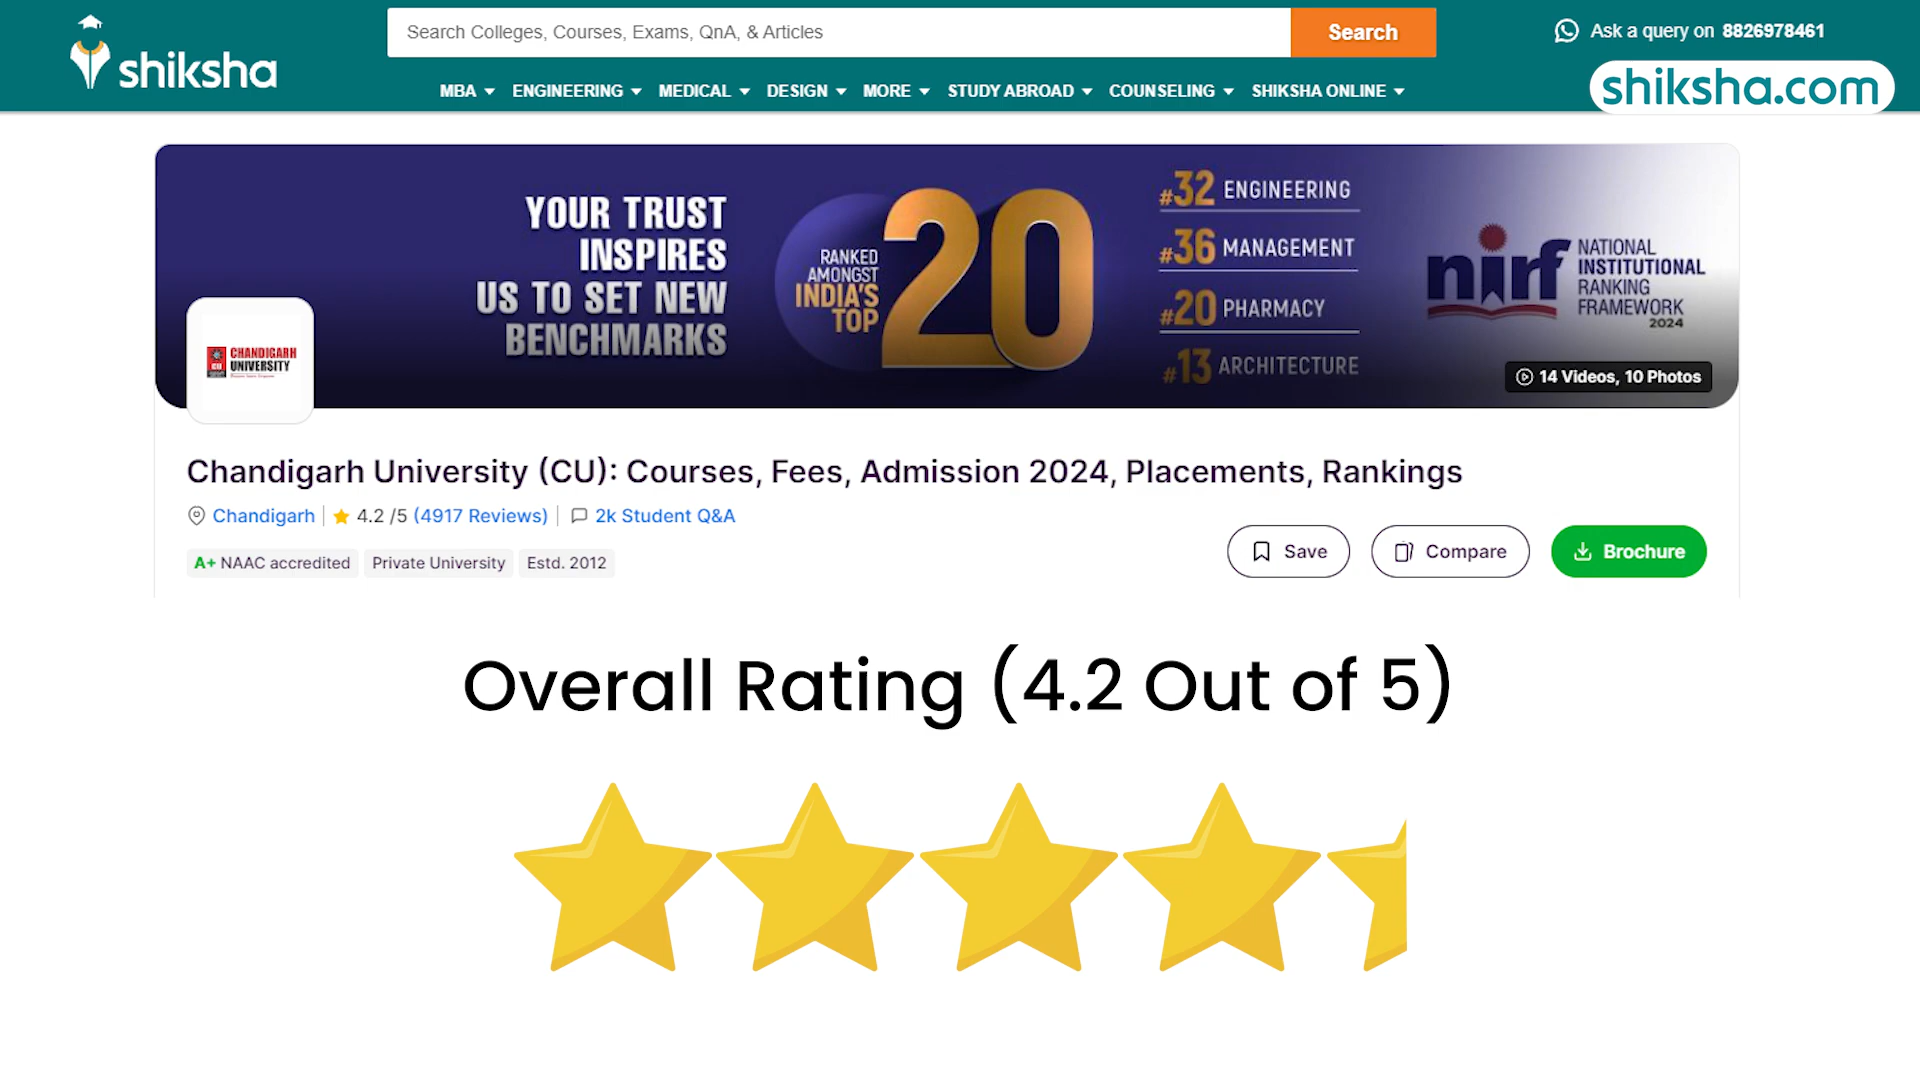 shiksha
Search Colleges, Courses, Exams, QnA, & Articles
Search
Ask a query on 8826978461
shiksha.com
MBA
ENGINEERING
MEDICAL
DESIGN
MORE
STUDY ABROAD
COUNSELING
SHIKSHA ONLINE
YOUR TRUST
INSPIRES
US TO SET NEW
BENCHMARKS
RANKED
AMONGST
INDIA'S
TOP
20
#32 ENGINEERING
#36 MANAGEMENT
#20 PHARMACY
#13 ARCHITECTURE
nirf
NATIONAL
INSTITUTIONAL
RANKING
FRAMEWORK
2024
14 Videos, 10 Photos
CHANDIGARH
UNIVERSITY
Chandigarh University (CU): Courses, Fees, Admission 2024, Placements, Rankings
Chandigarh
4.2 /5 (4917 Reviews)
2k Student Q&A
A+ NAAC accredited
Private University
Estd. 2012
Save
Compare
Brochure
Overall Rating (4.2 Out of 5)